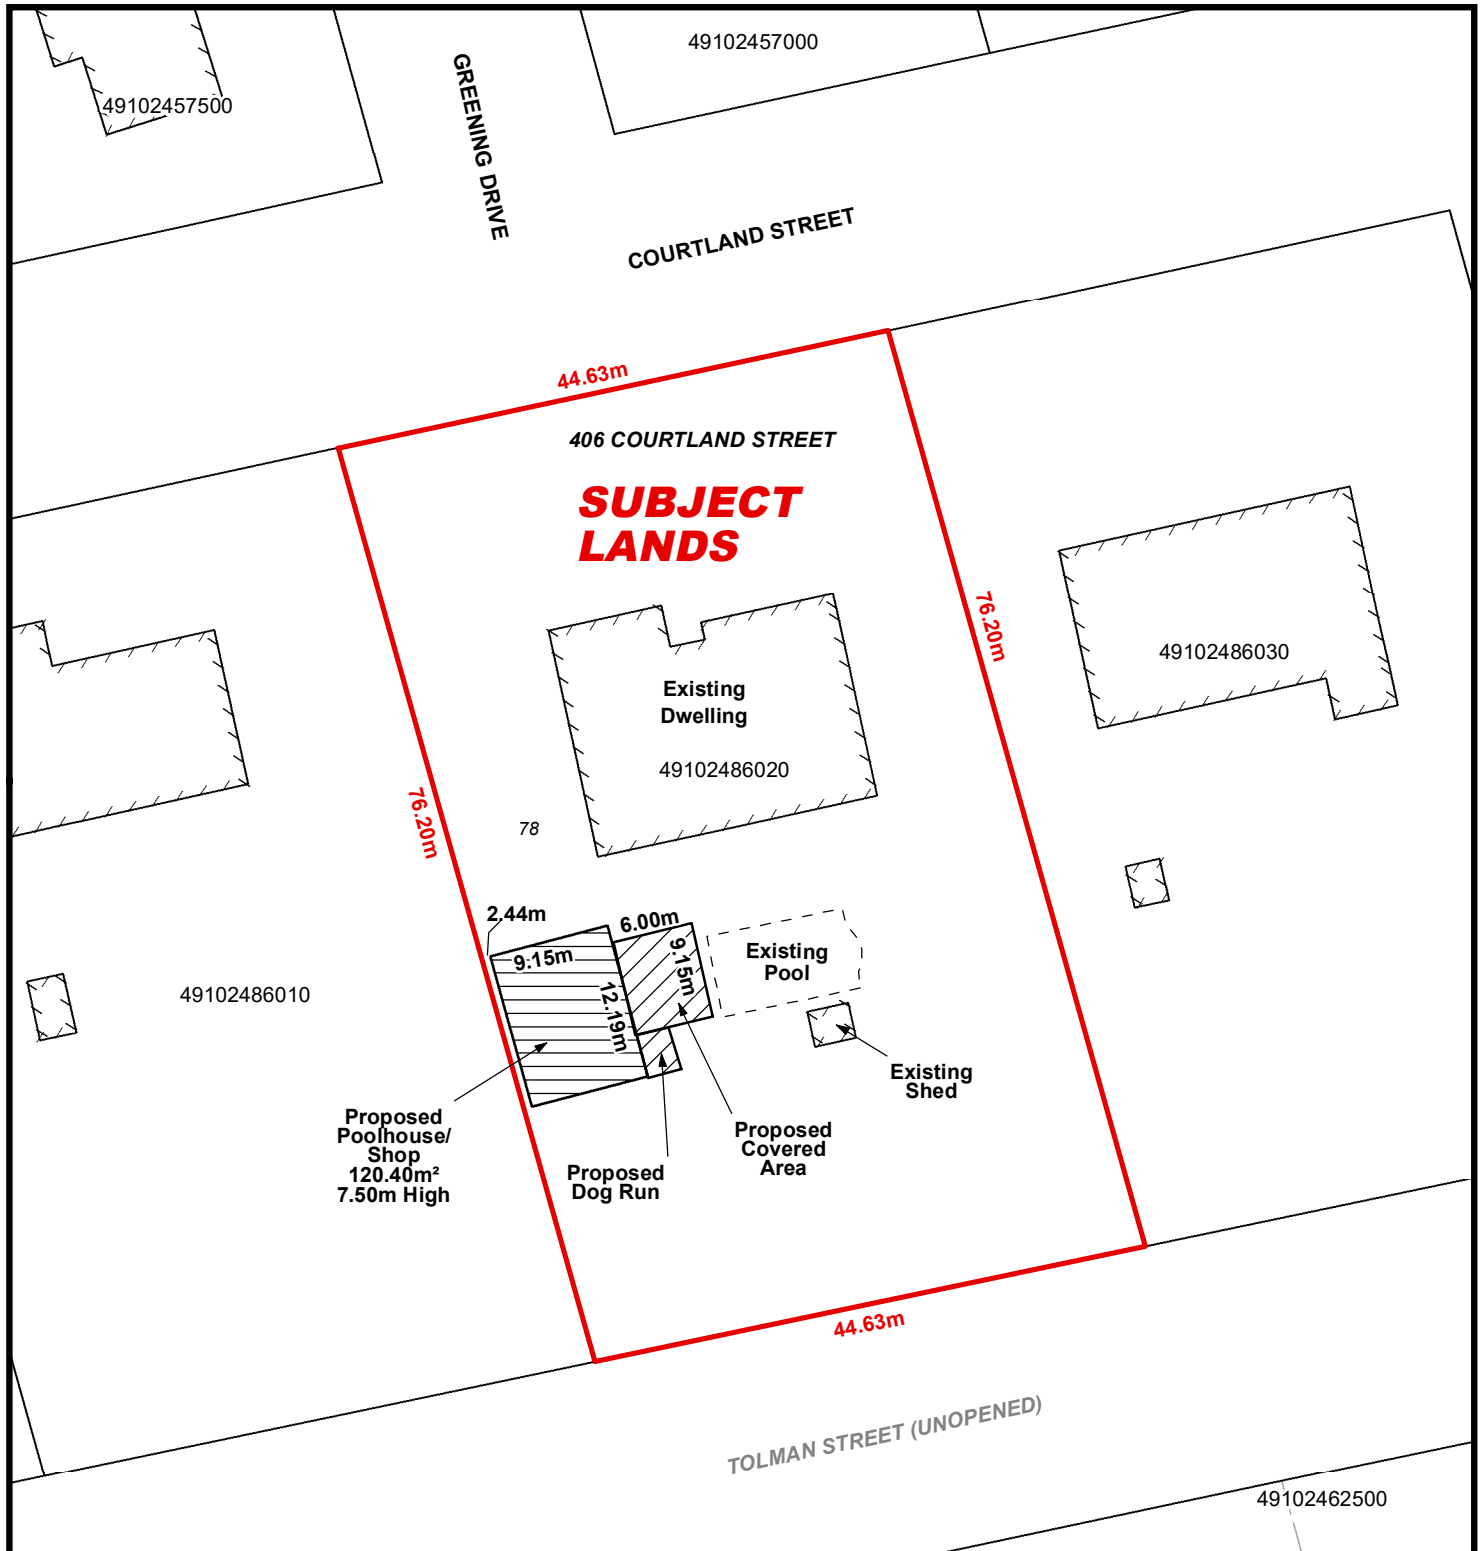 49102457000
49102457500
GREENING DRIVE
COURTLAND STREET
44.63m
406 COURTLAND STREET
SUBJECT
LANDS
76.20m
49102486030
Existing
Dwelling
49102486020
76.20m
78
2.44m
6.00m
9.15m
9.15m
12.19m
Existing
Pool
49102486010
Existing
Shed
Proposed
Poolhouse/
Shop
120.40m²
7.50m High
Proposed
Dog Run
Proposed
Covered
Area
44.63m
TOLMAN STREET (UNOPENED)
49102462500